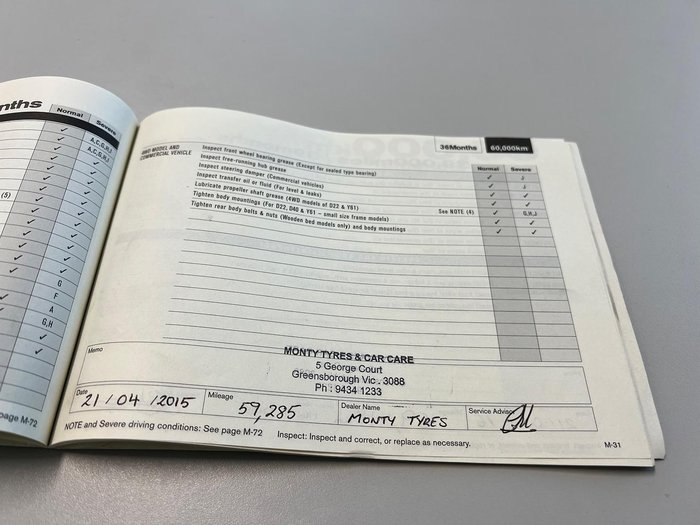 nths
Normal
Severe
A,C,G,H,J
A,C,G,H,J
(5)
G
F
A
G,H
page M-72
36Months
60,000km
Normal
Severe
4WD MODEL AND
COMMERCIAL VEHICLE
Inspect front wheel bearing grease (Except for sealed type bearing)
Inspect free-running hub grease
J
Inspect steering damper (Commercial vehicles)
Inspect transfer oil or fluid (For level & leaks)
Lubricate propeller shaft grease (4WD models of D22 & Y61)
See NOTE (4)
G,H,J
Tighten body mountings (For D22, D40 & Y61 – small size frame models)
Tighten rear body bolts & nuts (Wooden bed models only) and body mountings
Memo
MONTY TYRES & CAR CARE
5 George Court
Greensborough Vic . 3088
Ph : 9434 1233
Date
21/04/2015
Mileage
59,285
Dealer Name
MONTY TYRES
Service Advisor
NOTE and Severe driving conditions: See page M-72
Inspect: Inspect and correct, or replace as necessary.
M-31